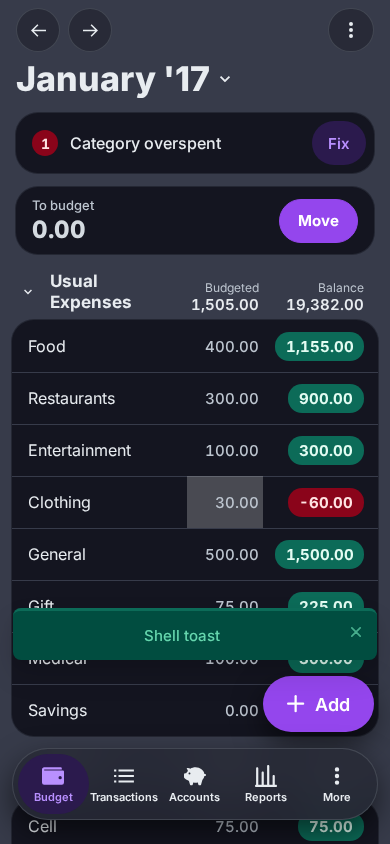 January '17
1 Category overspent Fix
To budget
0.00 Move
Usual Expenses
Budgeted Balance
1,505.00 19,382.00
Food 400.00 1,155.00
Restaurants 300.00 900.00
Entertainment 100.00 300.00
Clothing 30.00 -60.00
General 500.00 1,500.00
Gift 75.00 225.00
Shell toast
Medical 100.00 300.00
Savings 0.00
Add
Budget Transactions Accounts Reports More
Cell 75.00 75.00